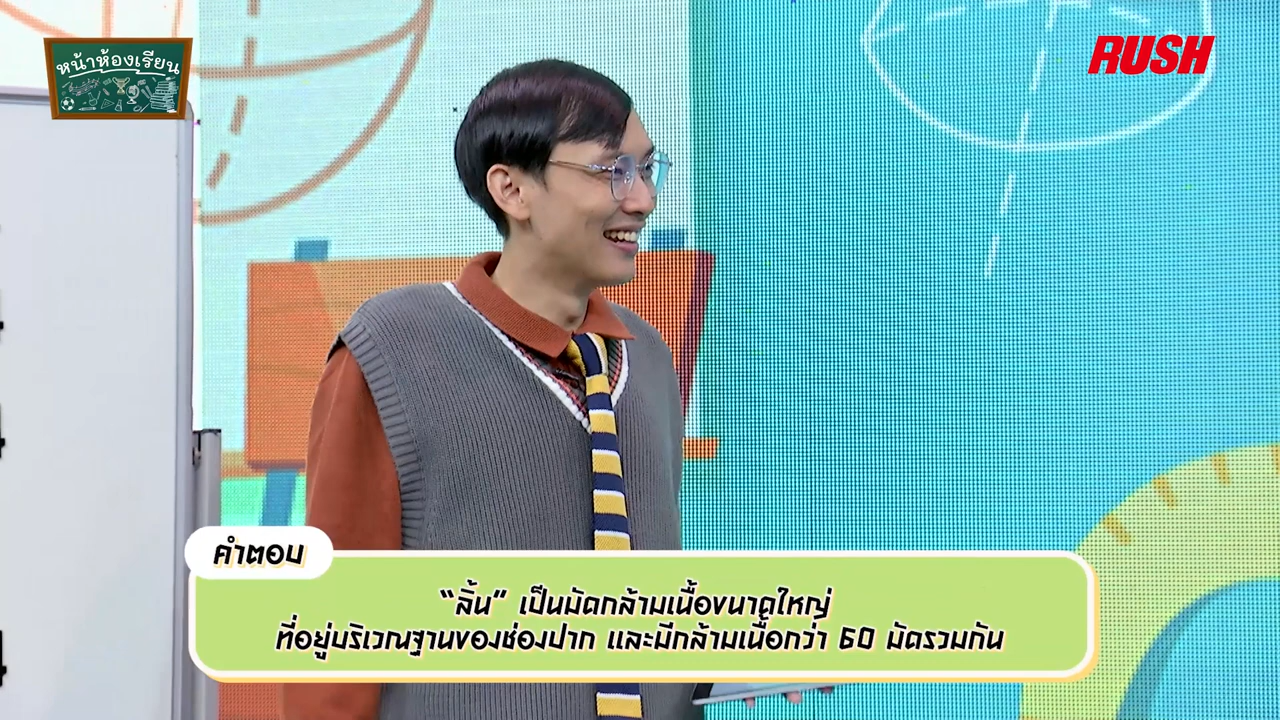 หน้าห้องเรียน
RUSH
คำตอบ
“ลิ้น” เป็นมัดกล้ามเนื้อขนาดใหญ่
ที่อยู่บริเวณฐานของช่องปาก และมีกล้ามเนื้อกว่า 60 มัดรวมกัน